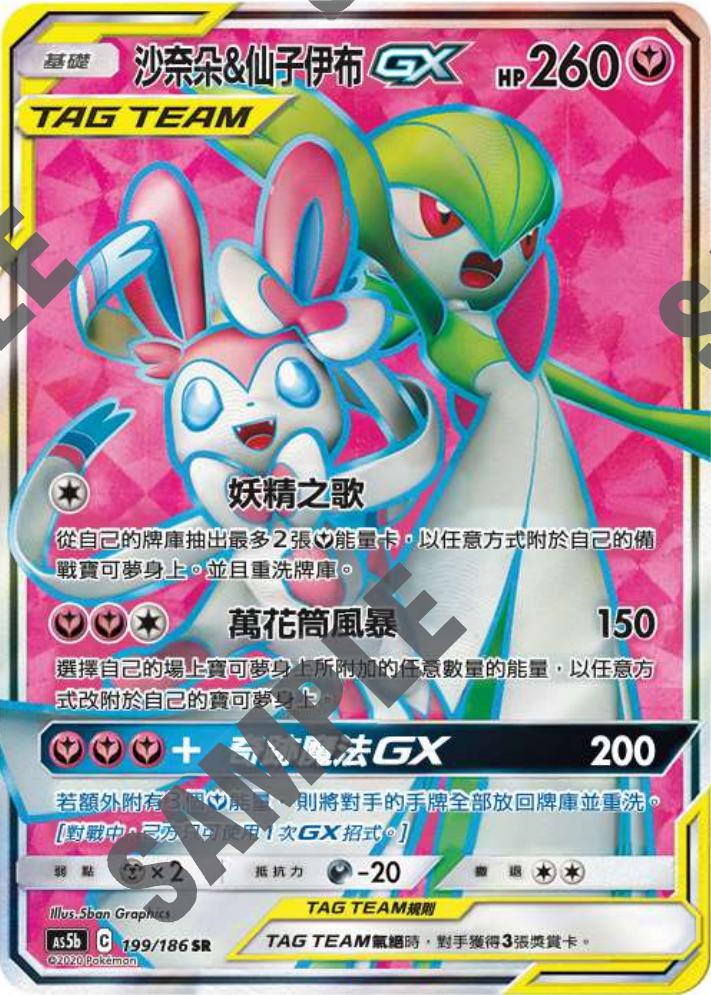 基礎 沙奈朵&仙子伊布 GX HP260
TAG TEAM
妖精之歌
從自己的牌庫抽出最多2張能量卡,以任意方式附於自己的備
戰寶可夢身上。並且重洗牌庫。
萬花筒風暴 150
選擇自己的場上寶可夢身上所附加的任意數量的能量,以任意方
式改附於自己的寶可夢身上。
+ 奇跡魔法GX 200
若額外附有3個能量,則將對手的手牌全部放回牌庫並重洗。
[對戰中,己方只可使用1次GX招式。]
弱點 ×2 抵抗力 -20 撤退
Illus.5ban Graphics
TAG TEAM規則
AS5b C 199/186 SR
TAG TEAM氣絕時,對手獲得3張獎賞卡。
©2020 Pokémon
SAMPLE